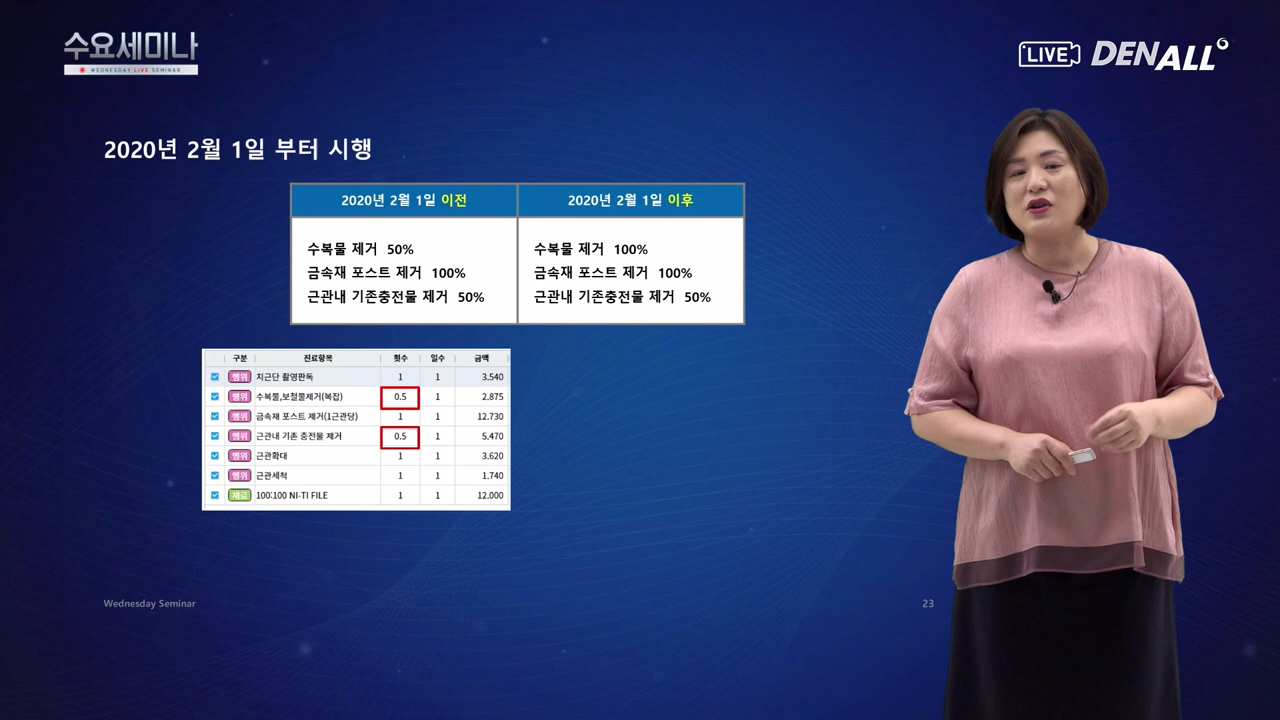 수요세미나
WEDNESDAY LIVE SEMINAR
LIVE DENALL
2020년 2월 1일 부터 시행
2020년 2월 1일 이전 2020년 2월 1일 이후
수복물 제거 50% 수복물 제거 100%
금속재 포스트 제거 100% 금속재 포스트 제거 100%
근관내 기존충전물 제거 50% 근관내 기존충전물 제거 50%
구분 진료항목 횟수 일수 금액
행위 치근단 촬영판독 1 1 3.540
행위 수복물,보철물제거(복잡) 0.5 1 2.875
행위 금속재 포스트 제거(1근관당) 1 1 12.730
행위 근관내 기존 충전물 제거 0.5 1 5.470
행위 근관확대 1 1 3.620
행위 근관세척 1 1 1.740
재료 100:100 NI-TI FILE 1 1 12.000
Wednesday Seminar 23